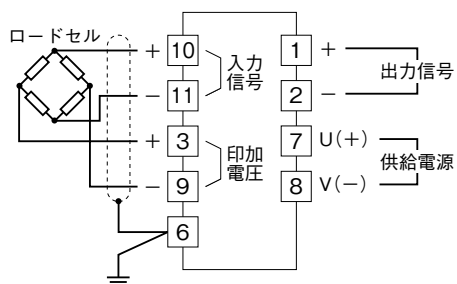 ロードセル
+ 10 入力
信号
− 11
+ 3 印加
電圧
− 9
6
1 +
出力信号
2 −
7 U(+)
供給電源
8 V(−)